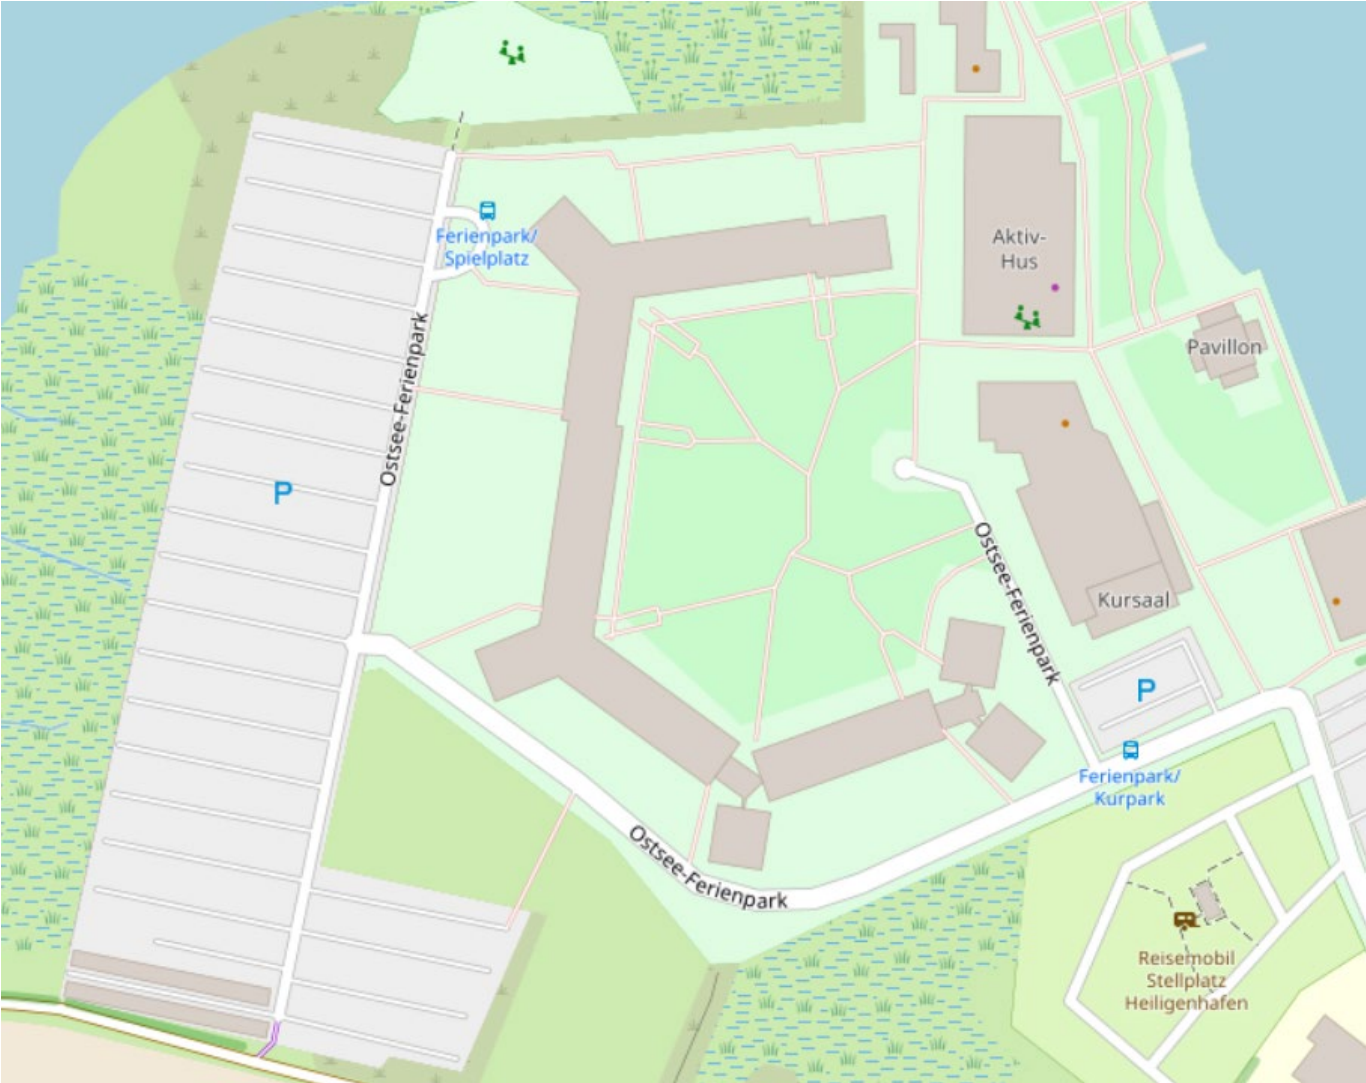 Ferienpark/
Spielplatz
Aktiv-
Hus
Pavillon
Ostsee-Ferienpark
P
Ostsee-Ferienpark
Kursaal
P
Ferienpark/
Kurpark
Ostsee-Ferienpark
Reisemobil
Stellplatz
Heiligenhafen